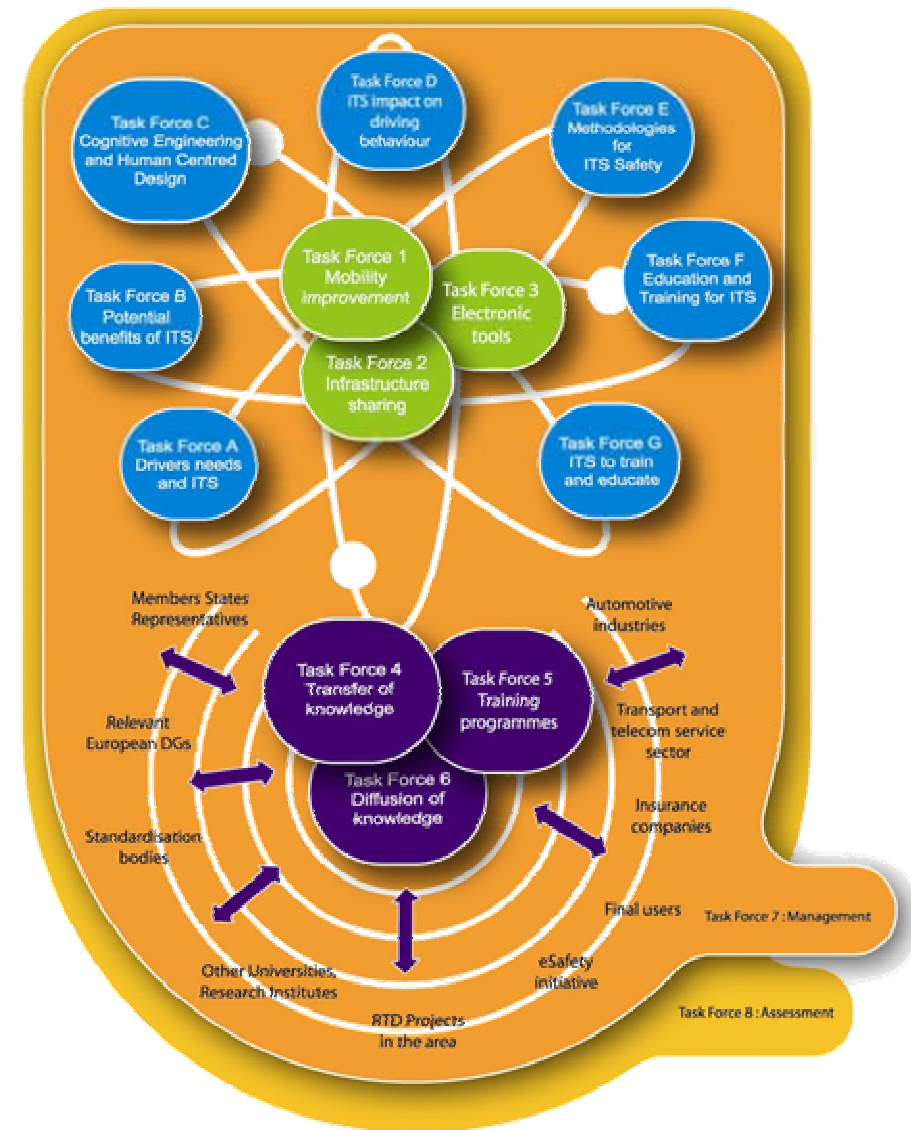 Task Force D
ITS impact on
driving
behaviour
Task Force C
Cognitive Engineering
and Human Centred
Design
Task Force E
Methodologies
for
ITS Safety
Task Force 1
Mobility
improvement
Task Force F
Education and
Training for ITS
Task Force 3
Electronic
tools
Task Force B
Potential
benefits of ITS
Task Force 2
Infrastructure
sharing
Task Force A
Drivers needs
and ITS
Task Force G
ITS to train
and educate
Members States
Representatives
Automotive
industries
Task Force 4
Transfer of
knowledge
Task Force 5
Training
programmes
Relevant
European DGs
Transport and
telecom service
sector
Task Force 6
Diffusion of
knowledge
Standardisation
bodies
Insurance
companies
Final users
Task Force 7 : Management
Other Universities,
Research Institutes
eSafety
initiative
RTD Projects
in the area
Task Force 8 : Assessment